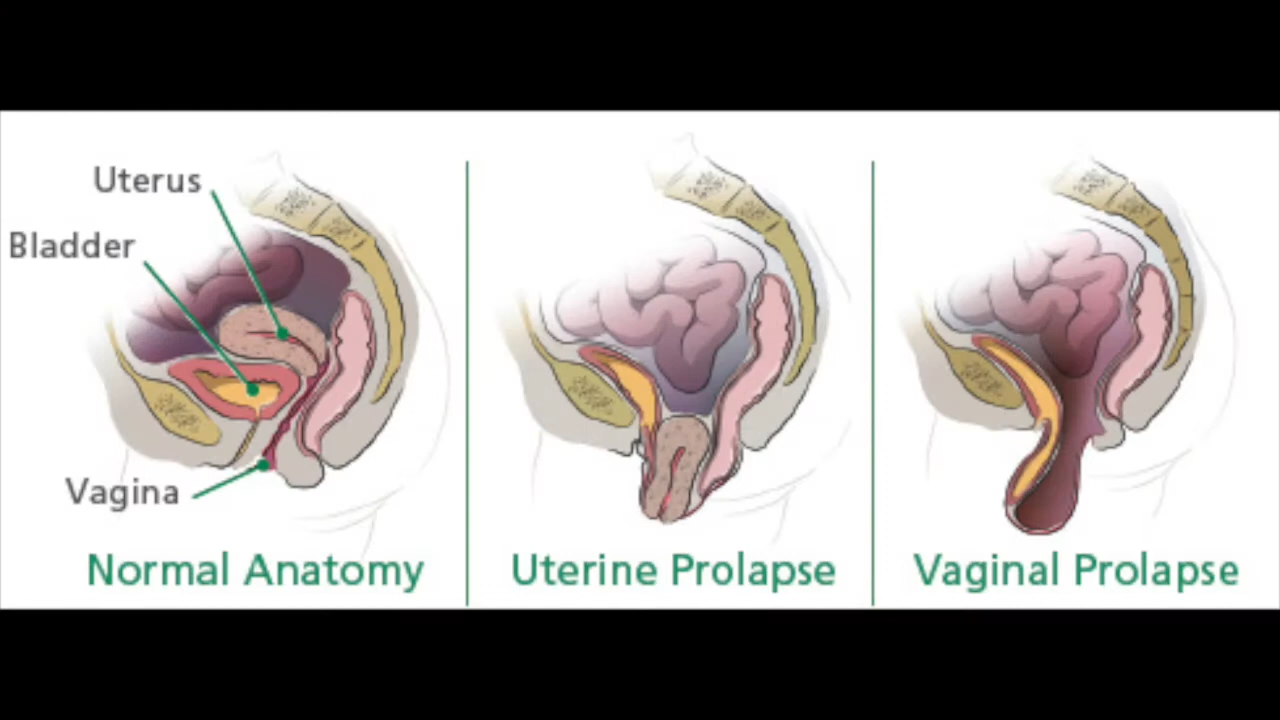 Uterus
Bladder
Vagina
Normal Anatomy
Uterine Prolapse
Vaginal Prolapse